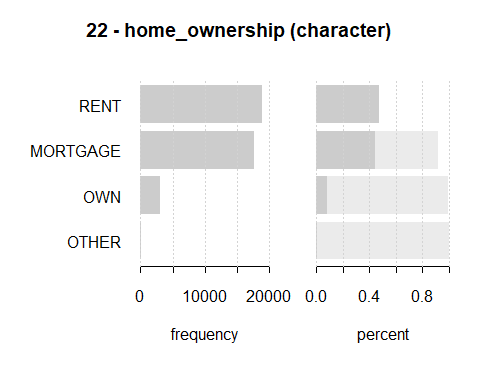 22 - home_ownership (character)
RENT
MORTGAGE
OWN
OTHER
0 10000 20000 0.0 0.4 0.8
frequency percent